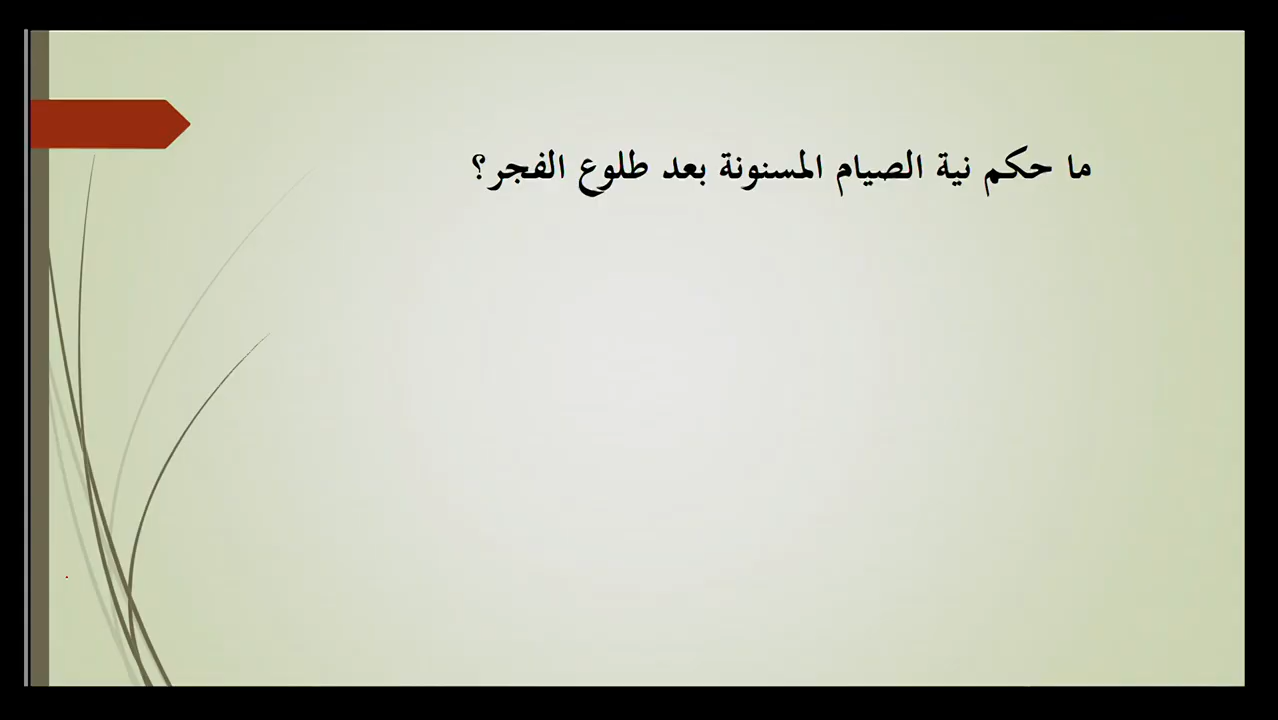 ما حكم نية الصيام المسنونة بعد طلوع الفجر؟